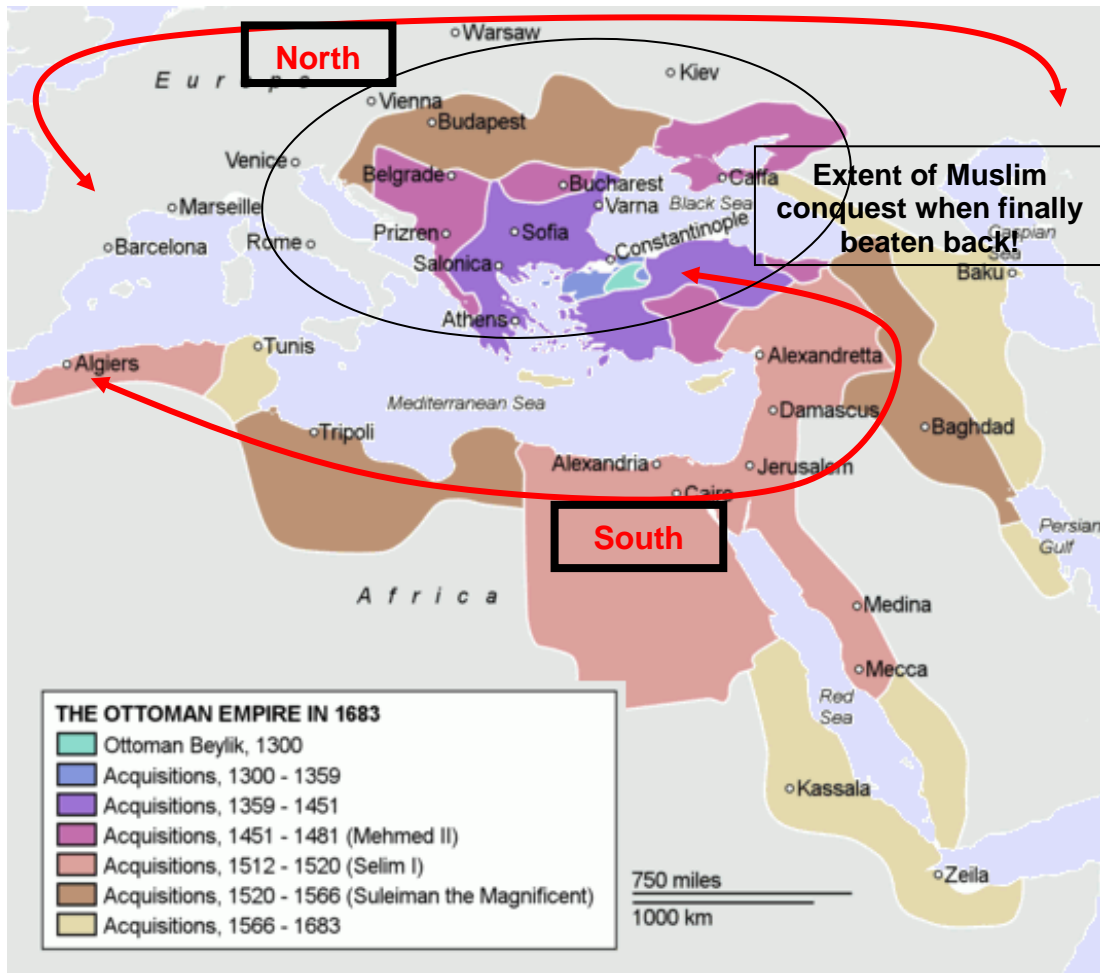 Warsaw
North
Kiev
E u r o p e
Vienna
Budapest
Venice
Belgrade
Bucharest
Caffa
Extent of Muslim
conquest when finally
beaten back!
Marseille
Varna
Black Sea
Barcelona
Rome
Prizren
Sofia
Constantinople
Caspian
Sea
Salonica
Baku
Athens
Tunis
Algiers
Alexandretta
Mediterranean Sea
Damascus
Tripoli
Baghdad
Alexandria
Jerusalem
Cairo
South
Persian
Gulf
A f r i c a
Medina
Mecca
Red
Sea
THE OTTOMAN EMPIRE IN 1683
Ottoman Beylik, 1300
Acquisitions, 1300 - 1359
Acquisitions, 1359 - 1451
Acquisitions, 1451 - 1481 (Mehmed II)
Acquisitions, 1512 - 1520 (Selim I)
Acquisitions, 1520 - 1566 (Suleiman the Magnificent)
Acquisitions, 1566 - 1683
Kassala
Zeila
750 miles
1000 km